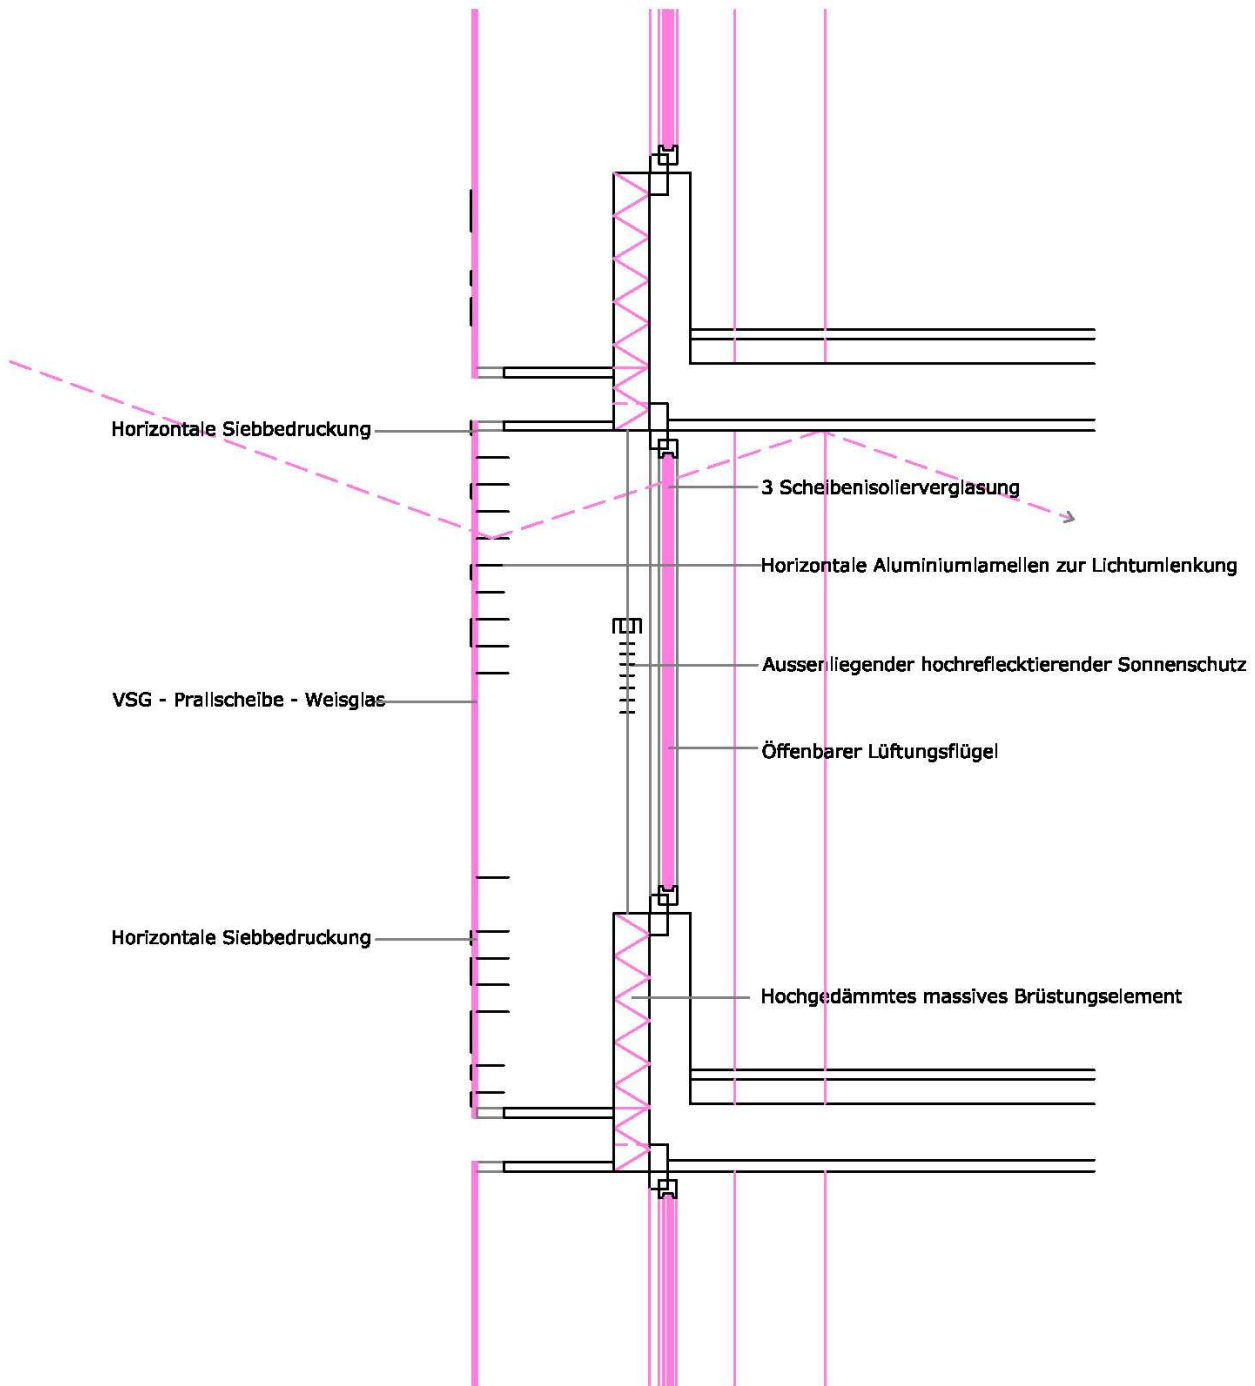 Horizontale Siebbedruckung
3 Scheibenisolierverglasung
Horizontale Aluminiumlamellen zur Lichtumlenkung
Aussenliegender hochreflecktierender Sonnenschutz
VSG - Prallscheibe - Weisglas
Öffenbarer Lüftungsflügel
Horizontale Siebbedruckung
Hochgedämmtes massives Brüstungselement